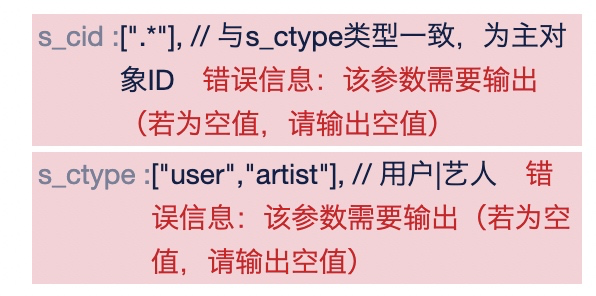 s_cid :[".*"], // 与s_ctype类型一致，为主对
象ID 错误信息：该参数需要输出
（若为空值，请输出空值）
s_ctype :["user","artist"], // 用户|艺人 错
误信息：该参数需要输出（若为空
值，请输出空值）